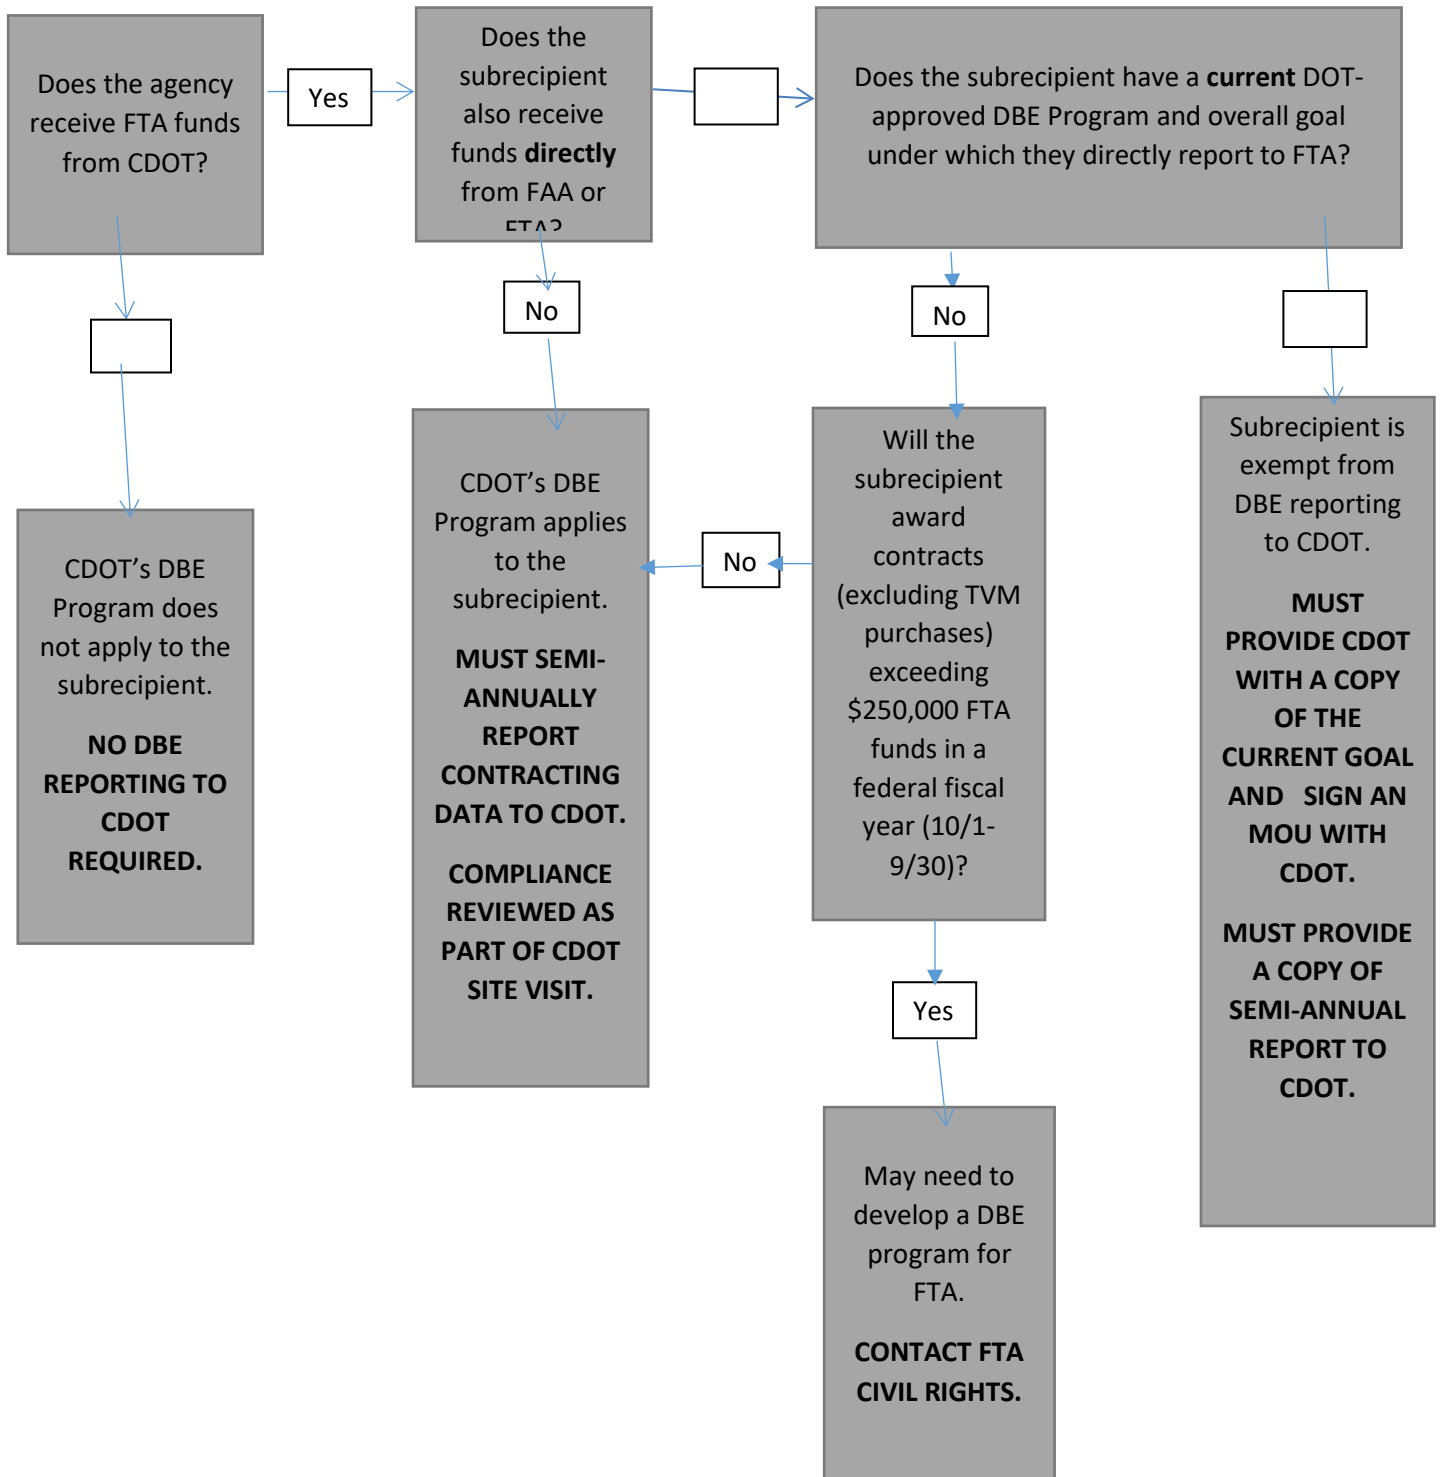 Does the agency
receive FTA funds
from CDOT?
Yes
Does the
subrecipient
also receive
funds directly
from FAA or
FTA?
Does the subrecipient have a current DOT-
approved DBE Program and overall goal
under which they directly report to FTA?
No
No
CDOT’s DBE
Program does
not apply to the
subrecipient.
NO DBE
REPORTING TO
CDOT
REQUIRED.
CDOT’s DBE
Program applies
to the
subrecipient.
MUST SEMI-
ANNUALLY
REPORT
CONTRACTING
DATA TO CDOT.
COMPLIANCE
REVIEWED AS
PART OF CDOT
SITE VISIT.
No
Will the
subrecipient
award
contracts
(excluding TVM
purchases)
exceeding
$250,000 FTA
funds in a
federal fiscal
year (10/1-
9/30)?
Subrecipient is
exempt from
DBE reporting
to CDOT.
MUST
PROVIDE CDOT
WITH A COPY
OF THE
CURRENT GOAL
AND   SIGN AN
MOU WITH
CDOT.
MUST PROVIDE
A COPY OF
SEMI-ANNUAL
REPORT TO
CDOT.
Yes
May need to
develop a DBE
program for
FTA.
CONTACT FTA
CIVIL RIGHTS.